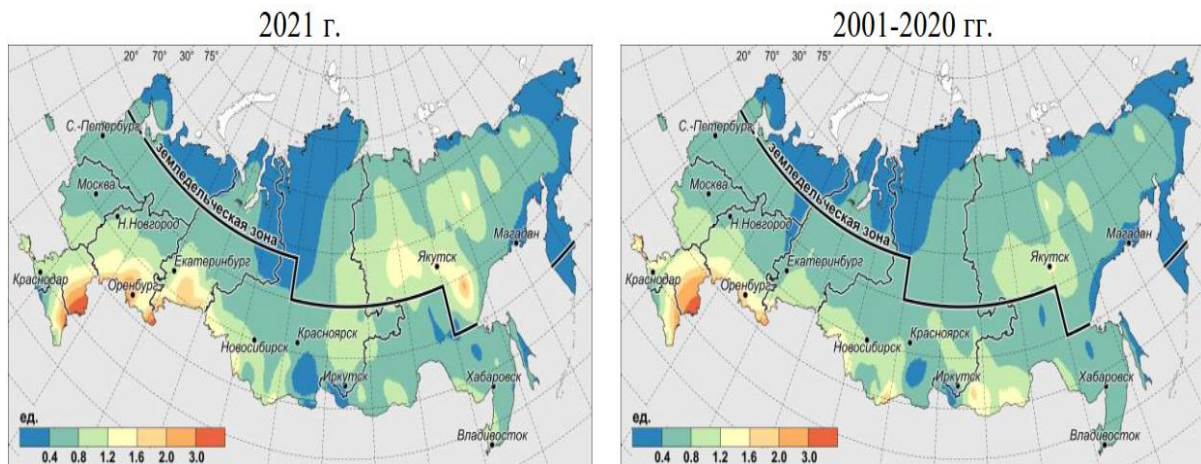 2021 г.
20° 70° 30° 75°
С.-Петербург
Москва
Н.Новгород
земледельческая зона
Екатеринбург
Краснодар
Оренбург
Новосибирск
Красноярск
Иркутск
Якутск
Магадан
Хабаровск
Владивосток
ед.
0.4 0.8 1.2 1.6 2.0 3.0
2001-2020 гг.
20° 70° 30° 75°
С.-Петербург
Москва
Н.Новгород
земледельческая зона
Екатеринбург
Краснодар
Оренбург
Новосибирск
Красноярск
Иркутск
Якутск
Магадан
Хабаровск
Владивосток
ед.
0.4 0.8 1.2 1.6 2.0 3.0